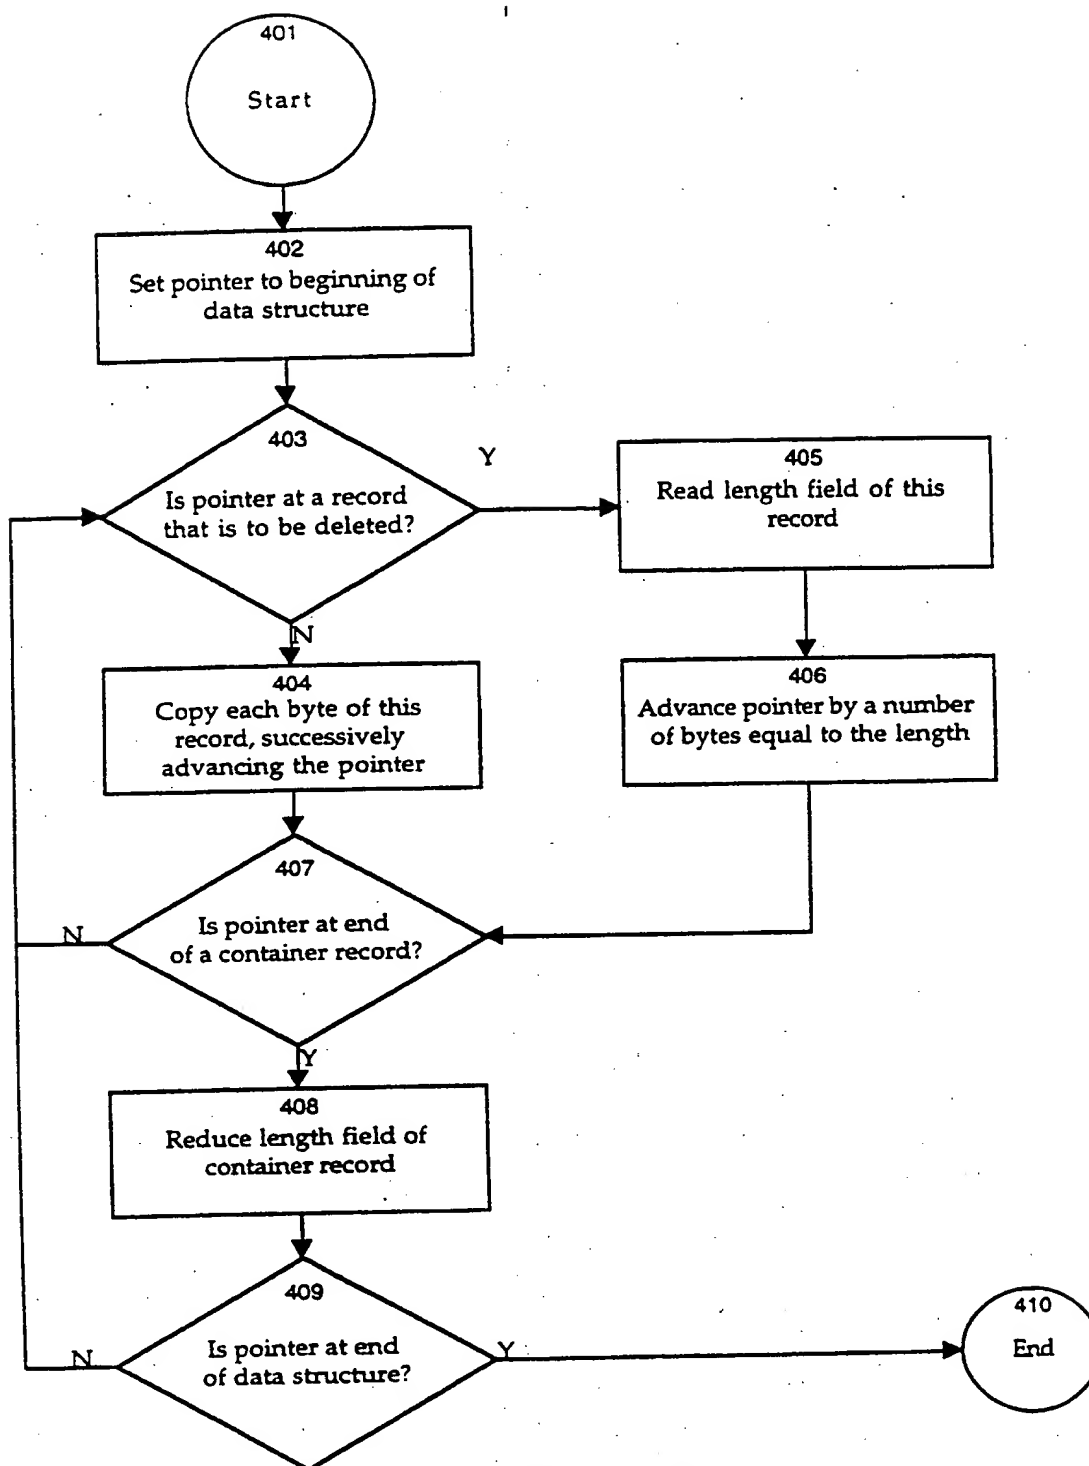 401
Start
402
Set pointer to beginning of
data structure
403
Is pointer at a record
that is to be deleted?
Y
405
Read length field of this
record
N
404
Copy each byte of this
record, successively
advancing the pointer
406
Advance pointer by a number
of bytes equal to the length
407
Is pointer at end
of a container record?
N
Y
408
Reduce length field of
container record
409
Is pointer at end
of data structure?
N
Y
410
End